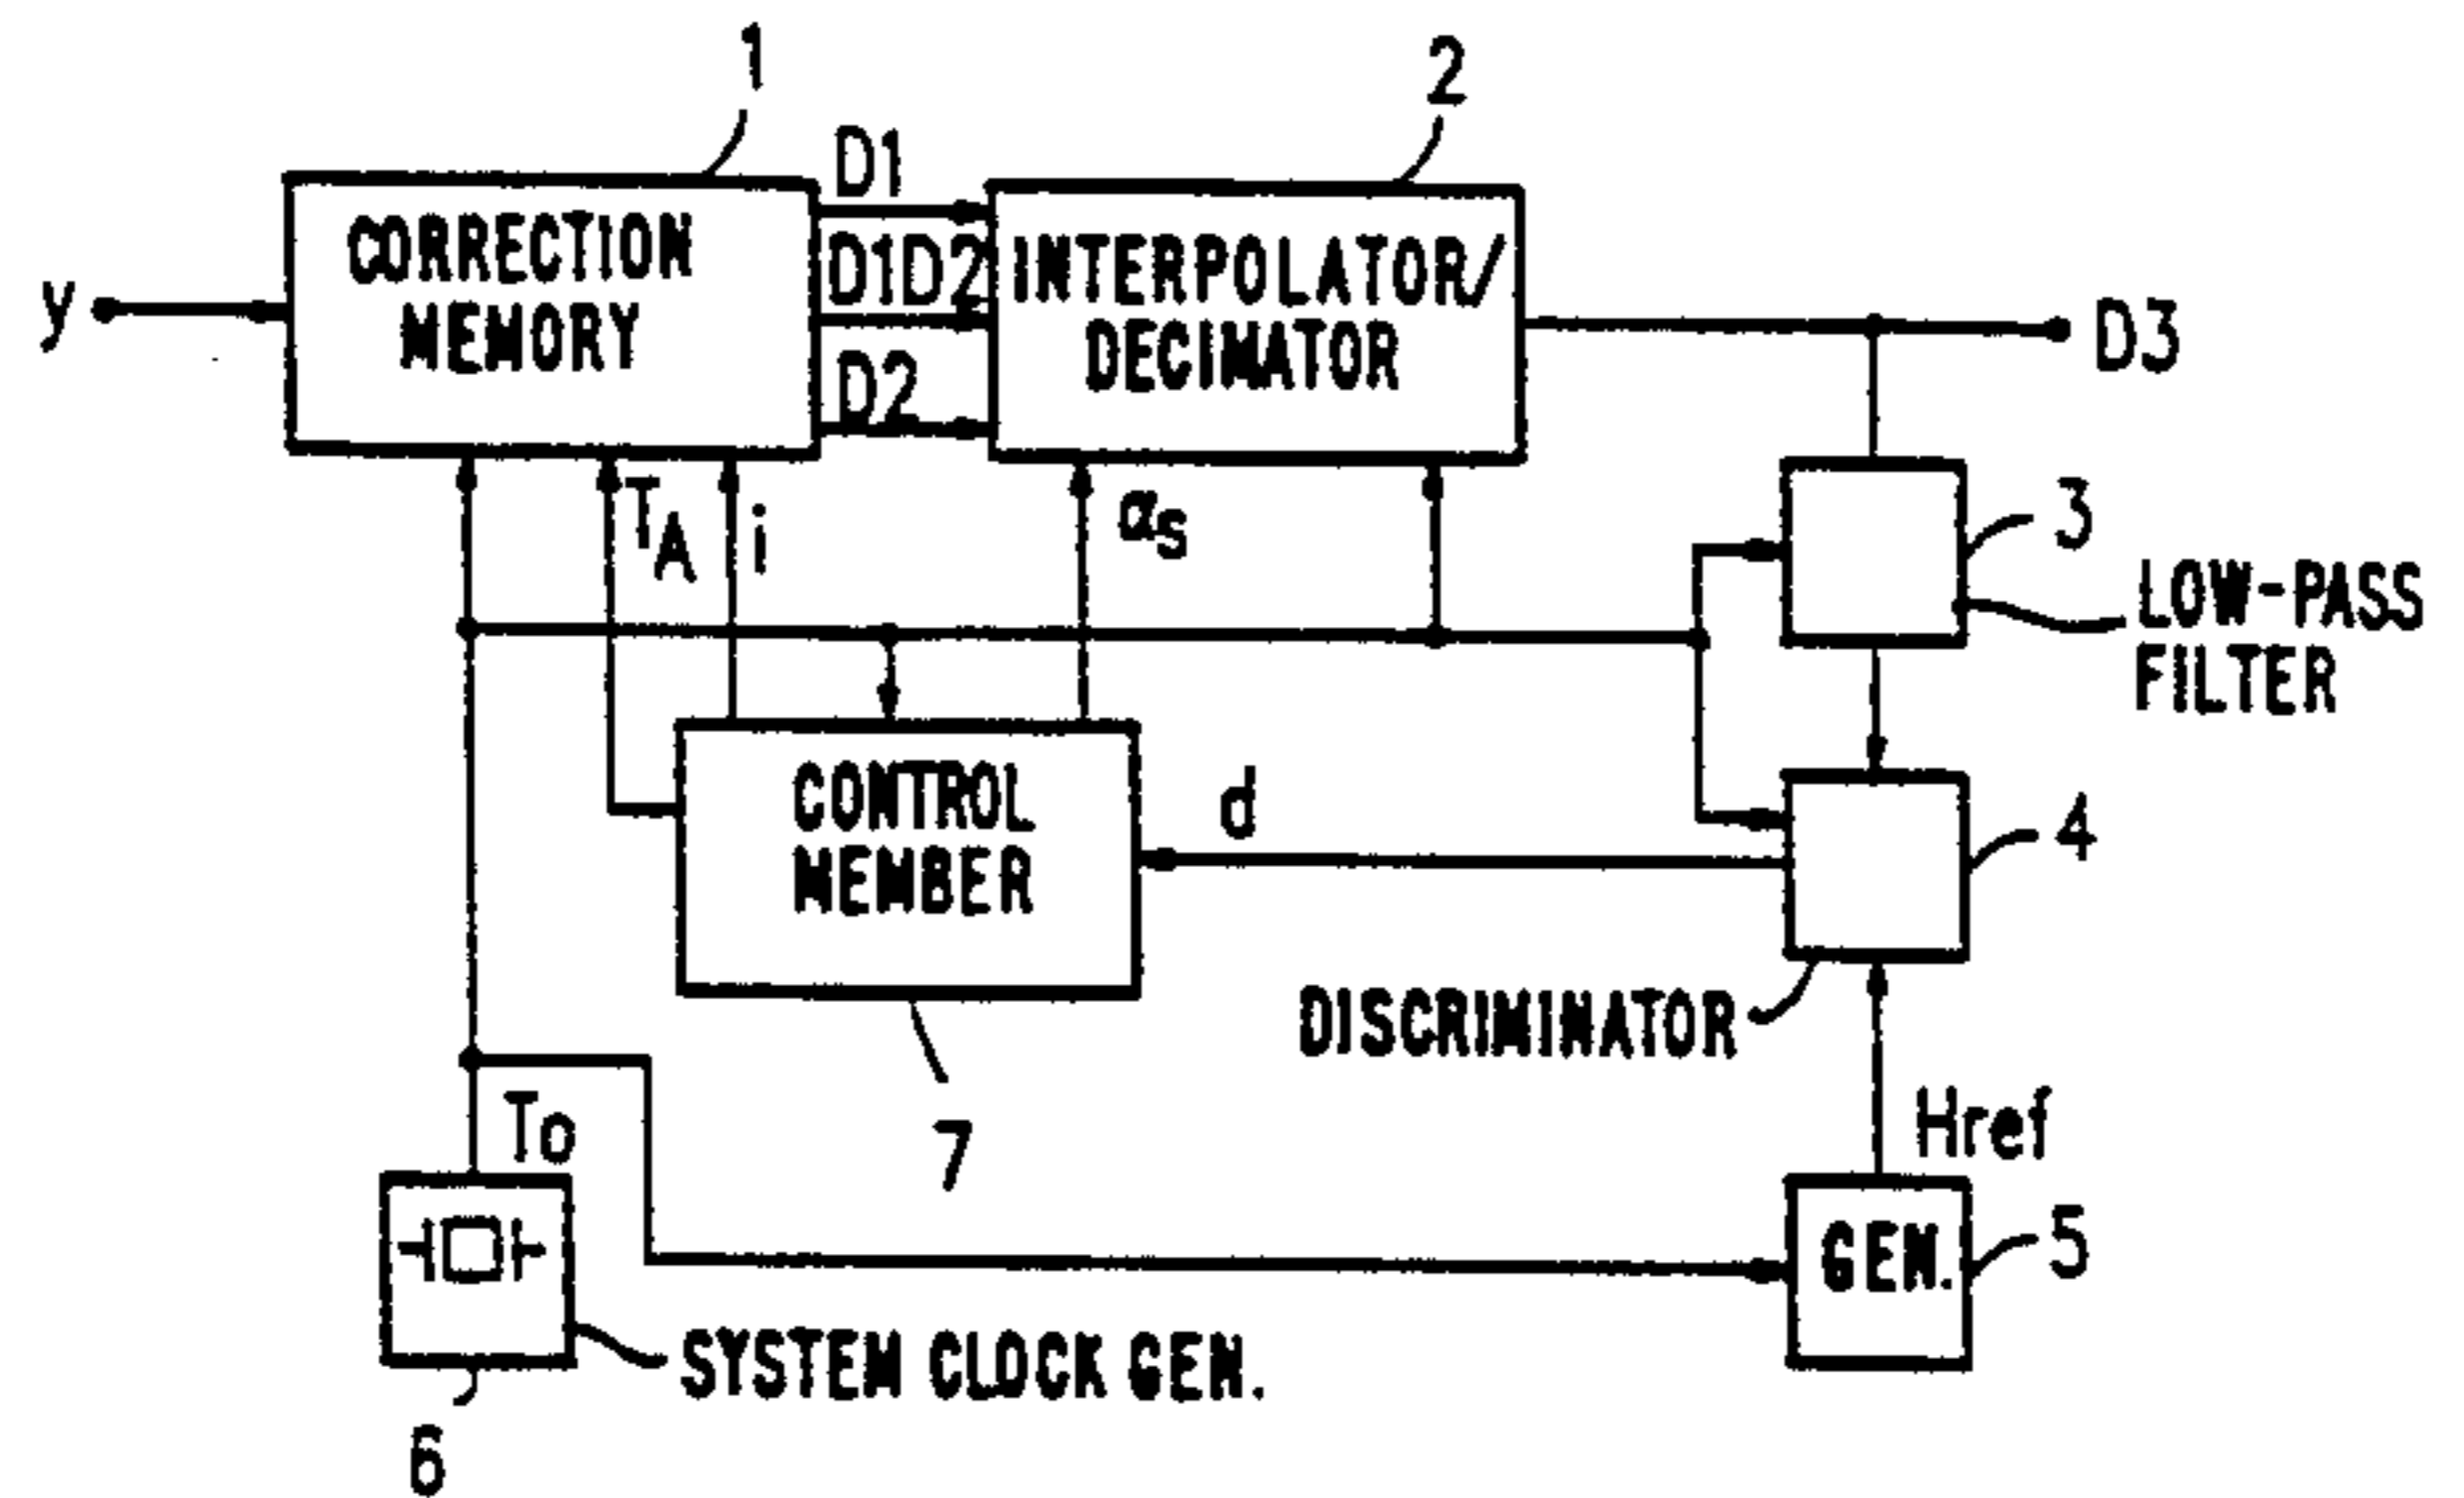 1
2
D1
CORRECTION
MEMORY
D1D2
INTERPOLATOR/
DECIMATOR
y
D3
D2
TA
i
αs
3
LOW-PASS
FILTER
CONTROL
MEMBER
d
4
DISCRIMINATOR
To
7
Href
GEN.
5
SYSTEM CLOCK GEN.
6